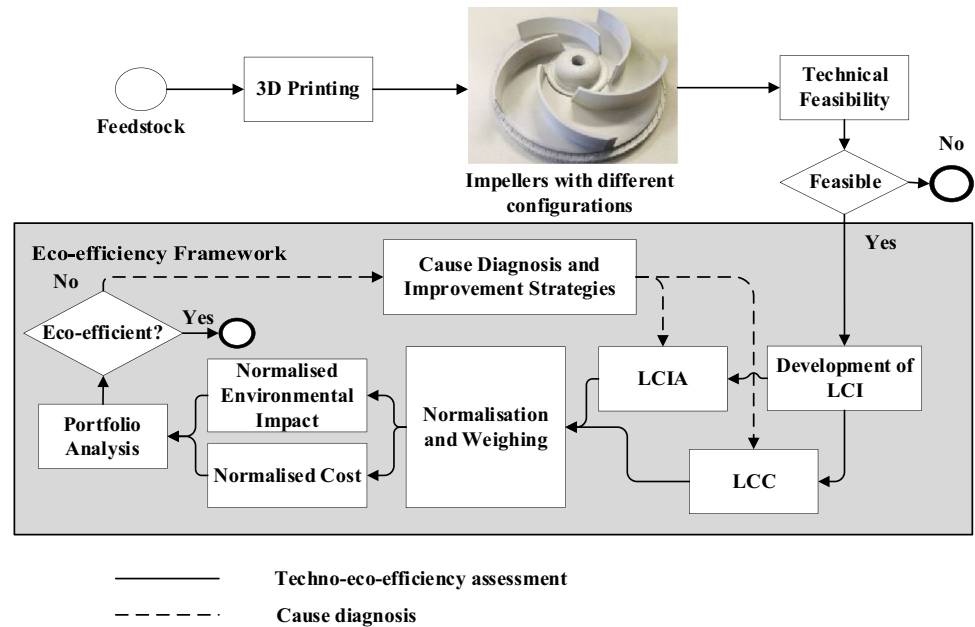 Feedstock
3D Printing
Impellers with different
configurations
Technical
Feasibility
Feasible
No
Yes
Eco-efficiency Framework
No
Cause Diagnosis and
Improvement Strategies
Eco-efficient?
Yes
Portfolio
Analysis
Normalised
Environmental
Impact
Normalised Cost
Normalisation
and Weighing
LCIA
LCC
Development of
LCI
Techno-eco-efficiency assessment
Cause diagnosis